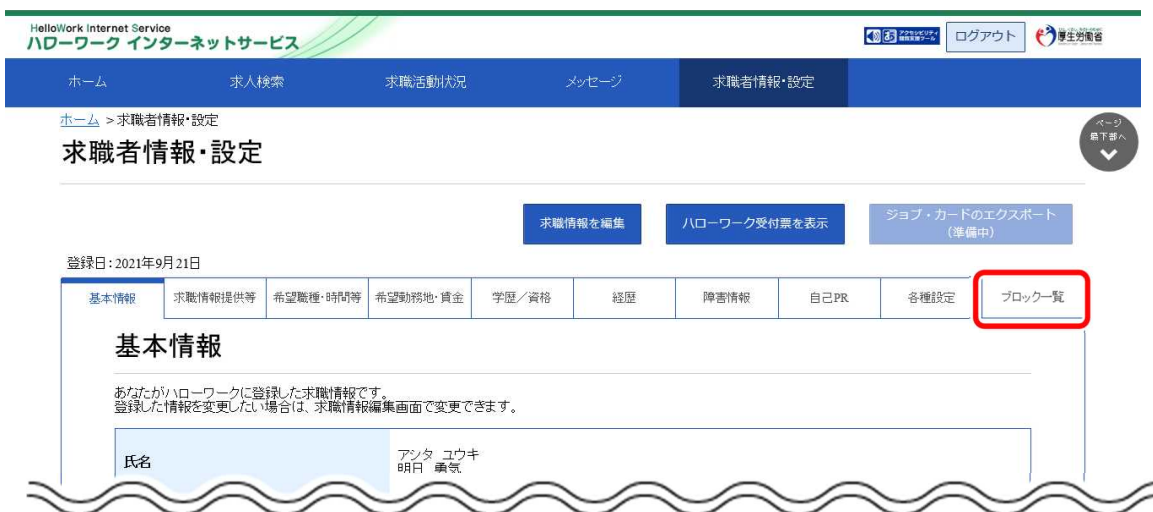 HelloWork Internet Service
ハローワーク インターネットサービス
ログアウト
厚生労働省
ホーム
求人検索
求職活動状況
メッセージ
求職者情報・設定
ホーム >求職者情報・設定
ページ
最下部へ
求職者情報・設定
求職情報を編集
ハローワーク受付票を表示
ジョブ・カードのエクスポート
(準備中)
登録日:2021年9月21日
基本情報
求職情報提供等
希望職種・時間等
希望勤務地・賃金
学歴/資格
経歴
障害情報
自己PR
各種設定
ブロック一覧
基本情報
あなたがハローワークに登録した求職情報です。
登録した情報を変更したい場合は、求職情報編集画面で変更できます。
氏名
アシタ ユウキ
明日 勇気